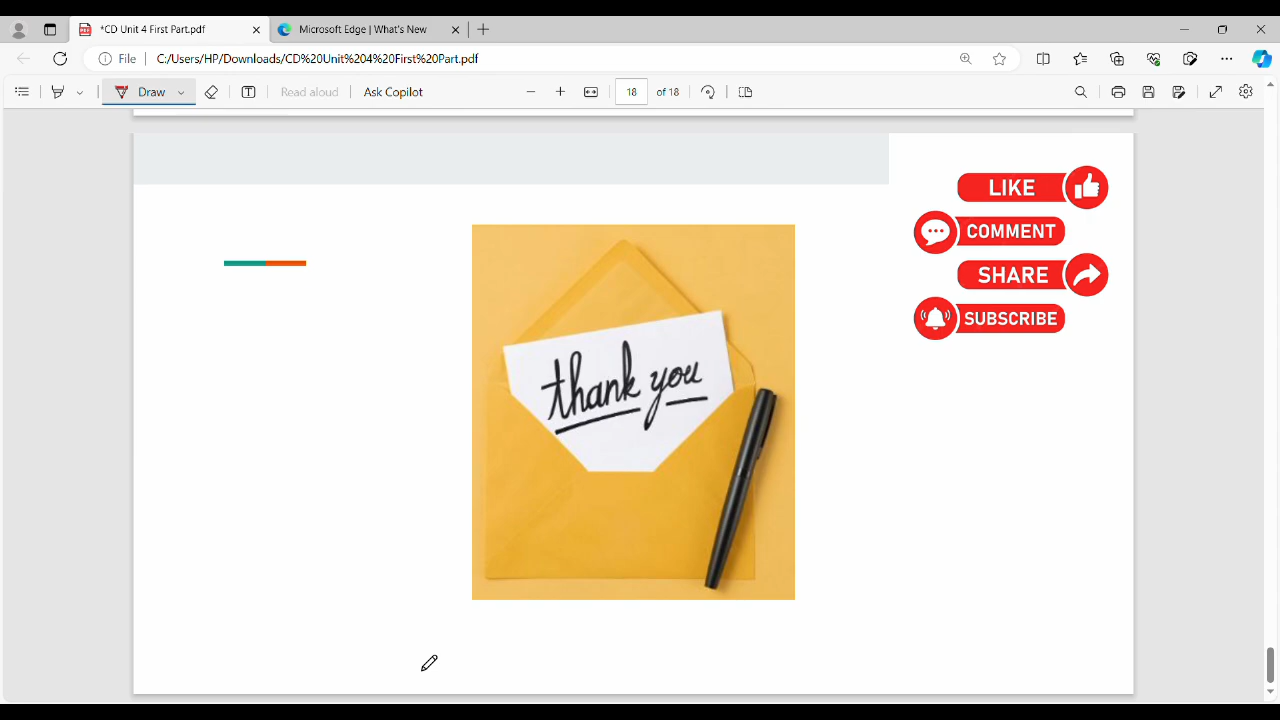 *CD Unit 4 First Part.pdf
Microsoft Edge | What's New
File
C:/Users/HP/Downloads/CD%20Unit%204%20First%20Part.pdf
Draw
Read aloud
Ask Copilot
18 of 18
LIKE
COMMENT
SHARE
SUBSCRIBE
thank you